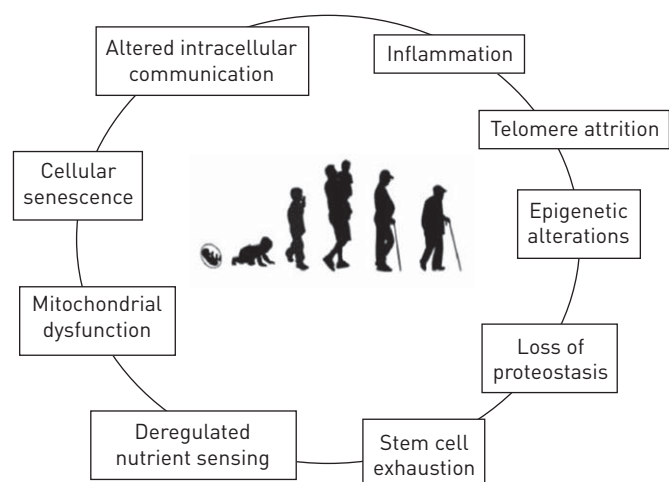 Altered intracellular
communication
Inflammation
Telomere attrition
Epigenetic
alterations
Loss of
proteostasis
Stem cell
exhaustion
Deregulated
nutrient sensing
Mitochondrial
dysfunction
Cellular
senescence